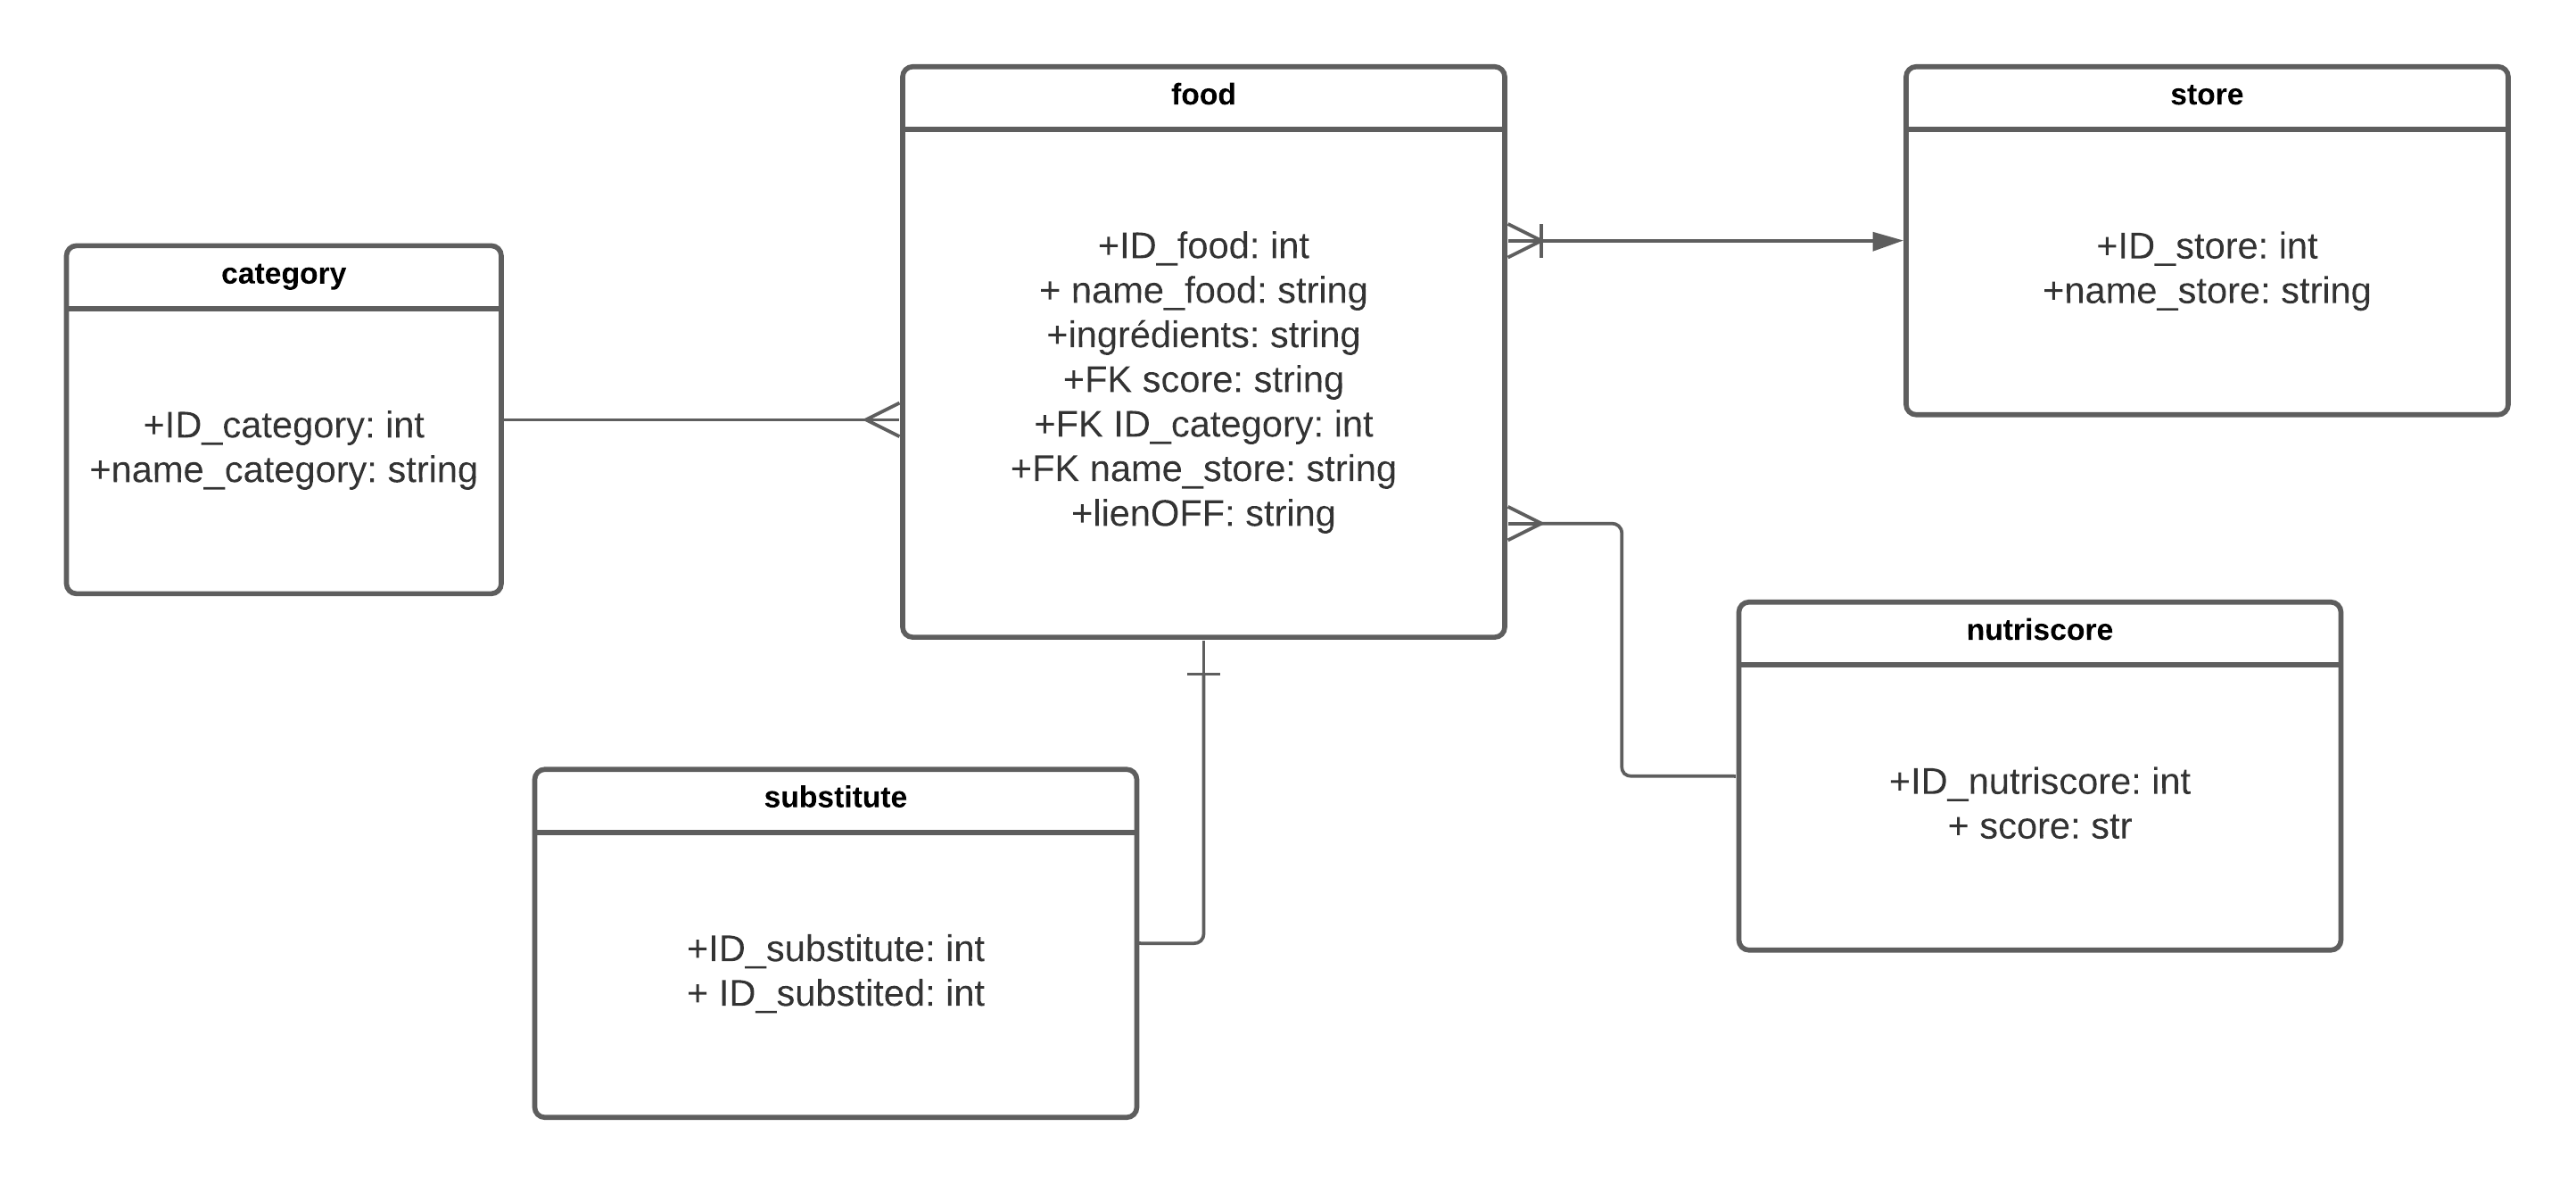 food
+ID_food: int
+ name_food: string
+ingrédients: string
+FK score: string
+FK ID_category: int
+FK name_store: string
+lienOFF: string
store
+ID_store: int
+name_store: string
category
+ID_category: int
+name_category: string
nutriscore
+ID_nutriscore: int
+ score: str
substitute
+ID_substitute: int
+ ID_substited: int